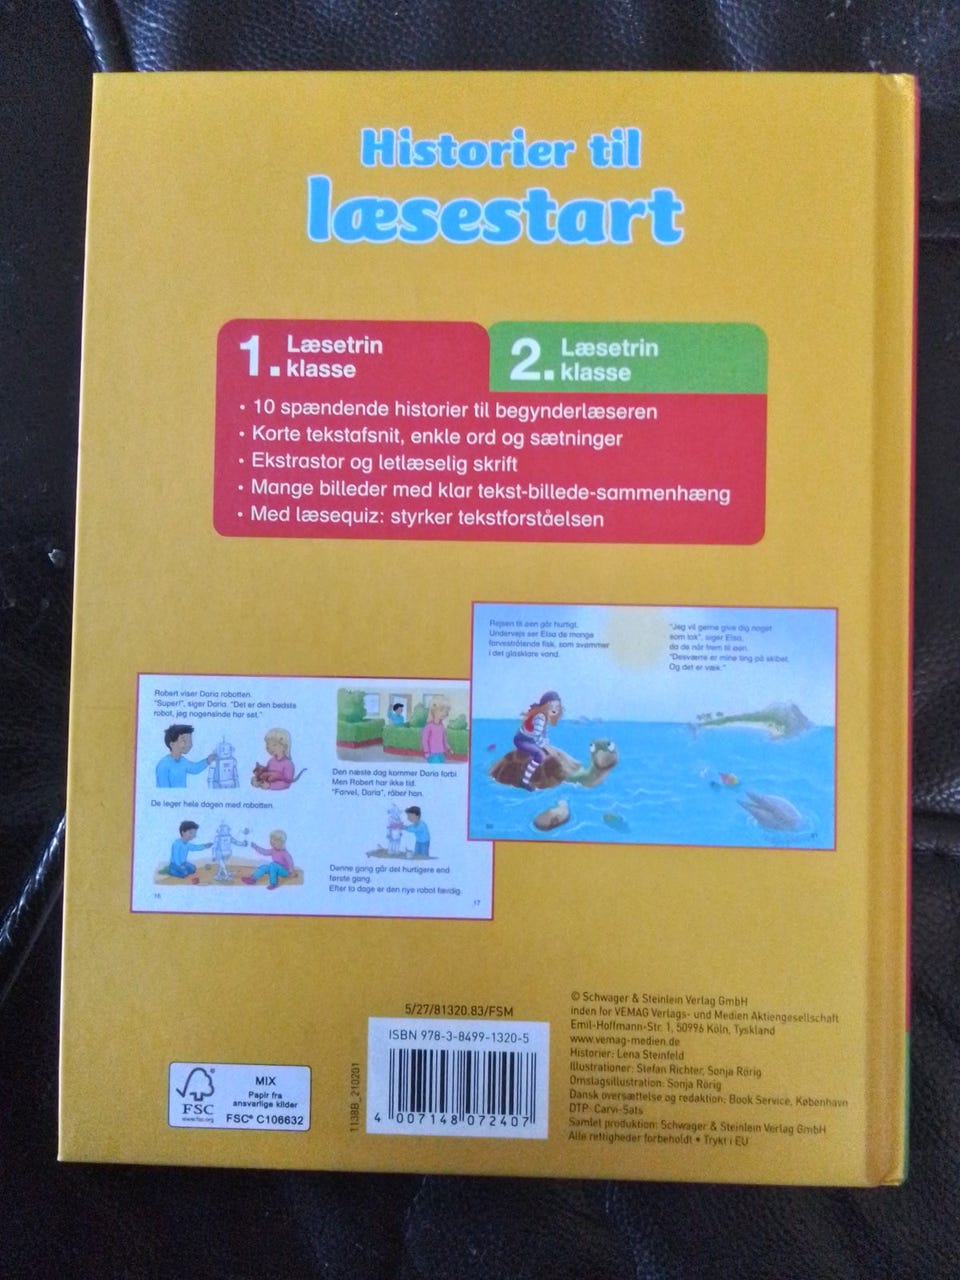 Historier til
læsestart
1. Læsetrin
klasse
2. Læsetrin
klasse
• 10 spændende historier til begynderlæseren
• Korte tekstafsnit, enkle ord og sætninger
• Ekstrastor og letlæselig skrift
• Mange billeder med klar tekst-billede-sammenhæng
• Med læsequiz: styrker tekstforståelsen
Rejsen til øen går hurtigt.
Undervejs ser Elsa de mange
farvestrålende fisk, som svømmer
i det glasklare vand.
"Jeg vil gerne give dig noget
som tak", siger Elsa,
da de når frem til øen.
"Desværre er mine ting på skibet.
Og det er væk."
Robert viser Daria robotten.
"Super!", siger Daria. "Det er den bedste
robot, jeg nogensinde har set."
De leger hele dagen med robotten.
16
Den næste dag kommer Daria forbi.
Men Robert har ikke tid.
"Farvel, Daria", råber han.
Denne gang går det hurtigere end
første gang.
Efter to dage er den nye robot færdig.
17
5/27/81320.83/FSM
ISBN 978-3-8499-1320-5
4 007148 072407
1138B_210201
FSC
www.fsc.org
MIX
Papir fra
ansvarlige kilder
FSC® C106632
© Schwager & Steinlein Verlag GmbH
inden for VEMAG Verlags- und Medien Aktiengesellschaft
Emil-Hoffmann-Str. 1, 50996 Köln, Tyskland
www.vemag-medien.de
Historier: Lena Steinfeld
Illustrationer: Stefan Richter, Sonja Rörig
Omslagsillustration: Sonja Rörig
Dansk oversættelse og redaktion: Book Service, København
DTP: Carvi-Sats
Samlet produktion: Schwager & Steinlein Verlag GmbH
Alle rettigheder forbeholdt • Trykt i EU